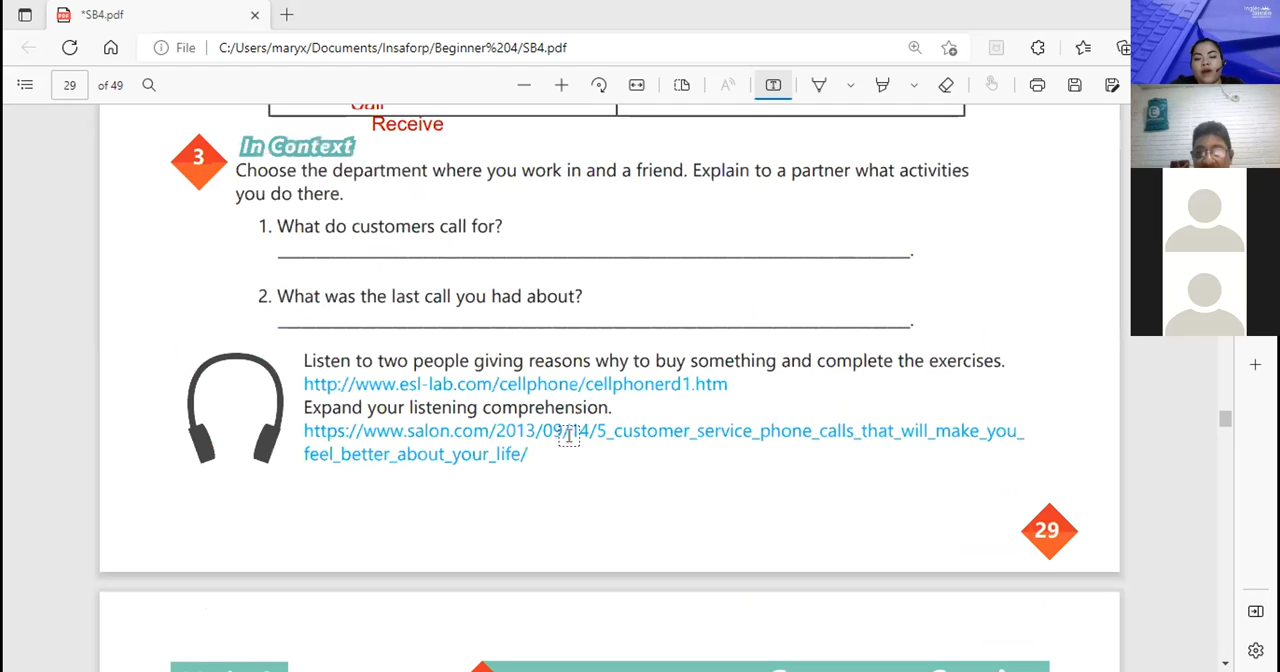 *SB4.pdf
File
C:/Users/maryx/Documents/Insaforp/Beginner%204/SB4.pdf
29
of 49
Call
Receive
3
In Context
Choose the department where you work in and a friend. Explain to a partner what activities
you do there.
1. What do customers call for?
2. What was the last call you had about?
Listen to two people giving reasons why to buy something and complete the exercises.
http://www.esl-lab.com/cellphone/cellphonerd1.htm
Expand your listening comprehension.
https://www.salon.com/2013/09/14/5_customer_service_phone_calls_that_will_make_you_
feel_better_about_your_life/
29